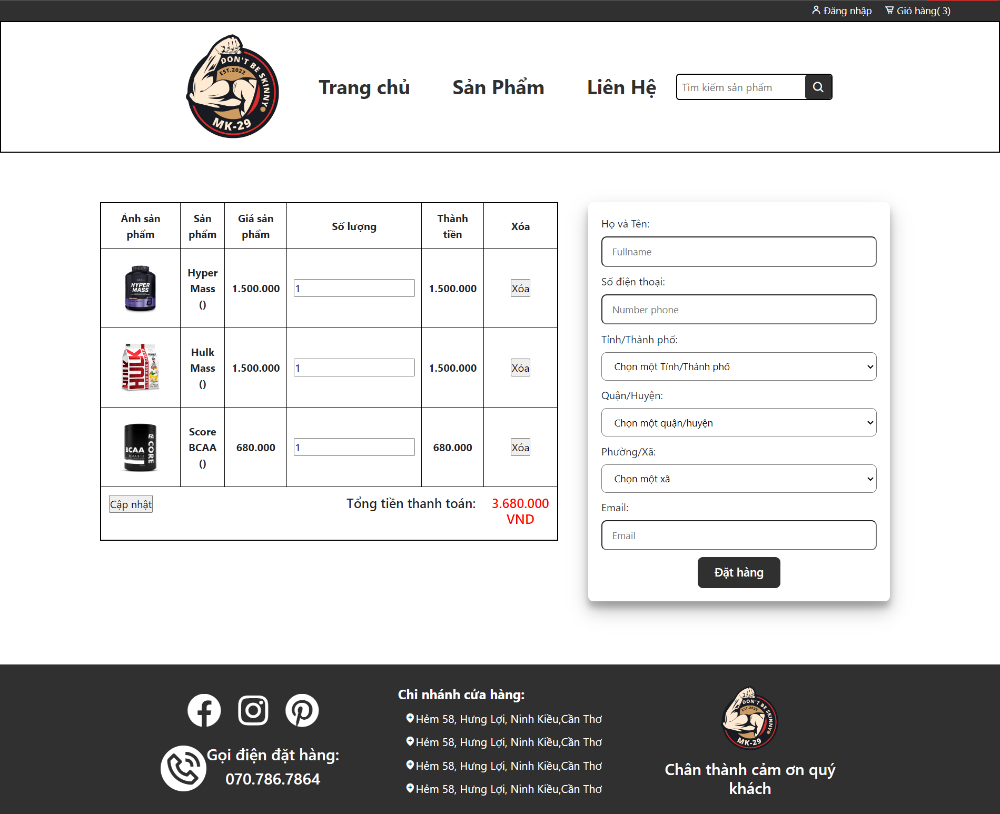 Đăng nhập Giỏ hàng( 3)
DON'T BE SKINNY
EST.2022
MK-29
Trang chủ Sản Phẩm Liên Hệ Tìm kiếm sản phẩm
Ảnh sản phẩm Sản phẩm Giá sản phẩm Số lượng Thành tiền Xóa
HYPER MASS
Hyper Mass () 1.500.000 1 1.500.000 Xóa
HULK
Hulk Mass () 1.500.000 1 1.500.000 Xóa
FA CORE
BCAA
BCAA 8:1:1
Score BCAA () 680.000 1 680.000 Xóa
Cập nhật Tổng tiền thanh toán: 3.680.000 VND
Họ và Tên:
Fullname
Số điện thoại:
Number phone
Tỉnh/Thành phố:
Chọn một Tỉnh/Thành phố
Quận/Huyện:
Chọn một quận/huyện
Phường/Xã:
Chọn một xã
Email:
Email
Đặt hàng
Gọi điện đặt hàng:
070.786.7864
Chi nhánh cửa hàng:
Hẻm 58, Hưng Lợi, Ninh Kiều,Cần Thơ
Hẻm 58, Hưng Lợi, Ninh Kiều,Cần Thơ
Hẻm 58, Hưng Lợi, Ninh Kiều,Cần Thơ
Hẻm 58, Hưng Lợi, Ninh Kiều,Cần Thơ
DON'T BE SKINNY
EST.2022
MK-29
Chân thành cảm ơn quý
khách